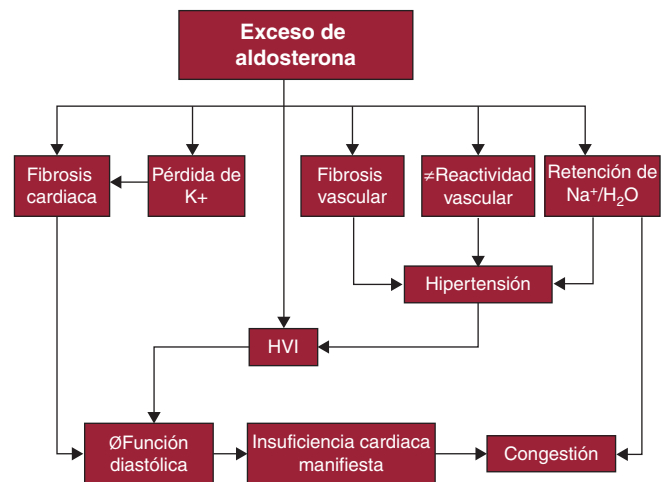 Exceso de
aldosterona
Fibrosis
cardiaca
Pérdida de
K+
Fibrosis
vascular
≠Reactividad
vascular
Retención de
Na⁺/H₂O
Hipertensión
HVI
ØFunción
diastólica
Insuficiencia cardiaca
manifiesta
Congestión